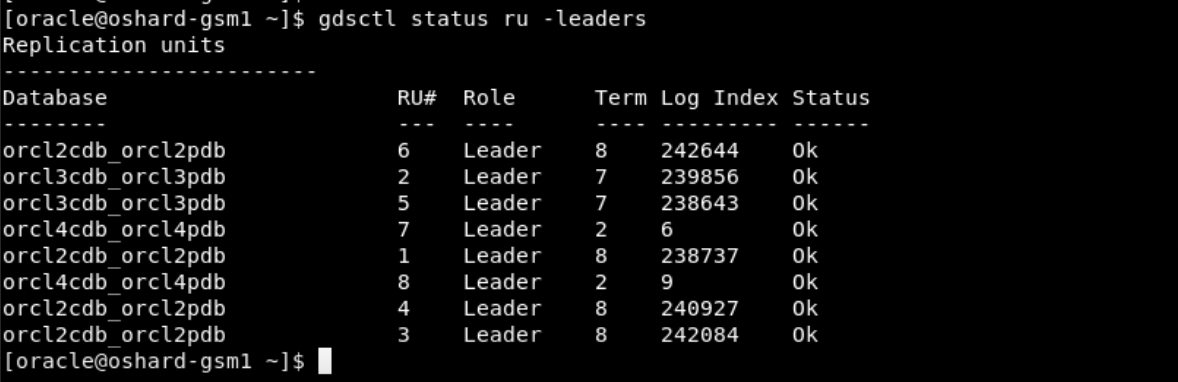 [oracle@oshard-gsm1 ~]$ gdsctl status ru -leaders
Replication units
------------------------
Database                      RU#  Role      Term Log Index Status
--------                      ---  ----      ---- --------- ------
orcl2cdb_orcl2pdb             6    Leader    8    242644    Ok
orcl3cdb_orcl3pdb             2    Leader    7    239856    Ok
orcl3cdb_orcl3pdb             5    Leader    7    238643    Ok
orcl4cdb_orcl4pdb             7    Leader    2    6         Ok
orcl2cdb_orcl2pdb             1    Leader    8    238737    Ok
orcl4cdb_orcl4pdb             8    Leader    2    9         Ok
orcl2cdb_orcl2pdb             4    Leader    8    240927    Ok
orcl2cdb_orcl2pdb             3    Leader    8    242084    Ok
[oracle@oshard-gsm1 ~]$